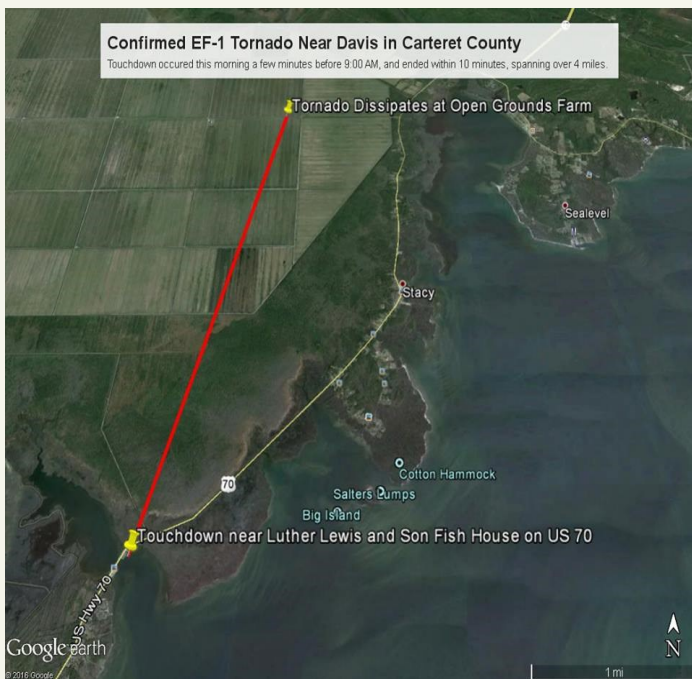 Confirmed EF-1 Tornado Near Davis in Carteret County
Touchdown occured this morning a few minutes before 9:00 AM, and ended within 10 minutes, spanning over 4 miles.
Tornado Dissipates at Open Grounds Farm
Sealevel
Stacy
Cotton Hammock
70
Salters Lumps
Big Island
Touchdown near Luther Lewis and Son Fish House on US 70
US Hwy 70
Google earth
N
© 2016 Google
1 mi